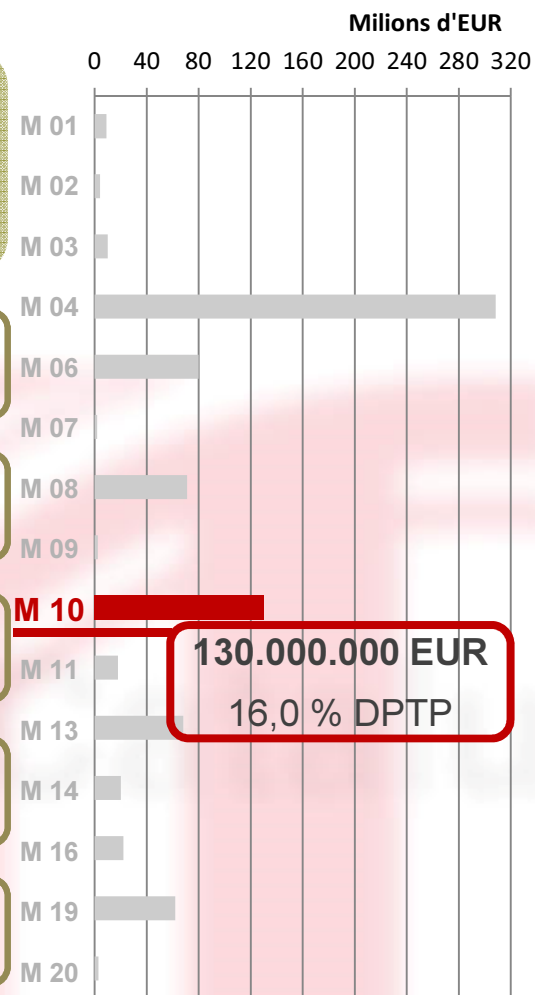 Milions d'EUR
0 40 80 120 160 200 240 280 320
M 01
M 02
M 03
M 04
M 06
M 07
M 08
M 09
M 10
130.000.000 EUR
M 11
16,0 % DPTP
M 13
M 14
M 16
M 19
M 20